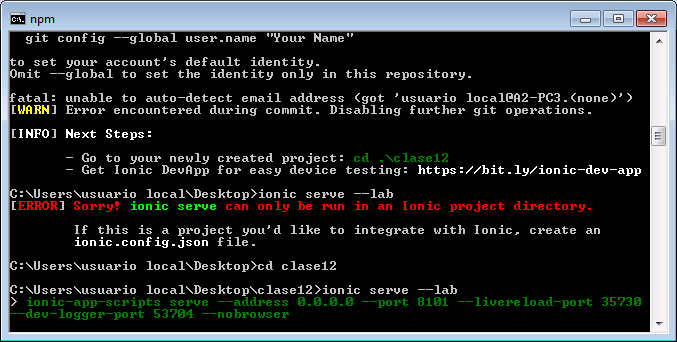 npm
git config --global user.name "Your Name"
to set your account's default identity.
Omit --global to set the identity only in this repository.
fatal: unable to auto-detect email address (got 'usuario local@A2-PC3.(none)')
[WARN] Error encountered during commit. Disabling further git operations.
[INFO] Next Steps:
- Go to your newly created project: cd .\clase12
- Get Ionic DevApp for easy device testing: https://bit.ly/ionic-dev-app
C:\Users\usuario local\Desktop>ionic serve --lab
[ERROR] Sorry! ionic serve can only be run in an Ionic project directory.
If this is a project you'd like to integrate with Ionic, create an
ionic.config.json file.
C:\Users\usuario local\Desktop>cd clase12
C:\Users\usuario local\Desktop\clase12>ionic serve --lab
> ionic-app-scripts serve --address 0.0.0.0 --port 8101 --livereload-port 35730
--dev-logger-port 53704 --nobrowser